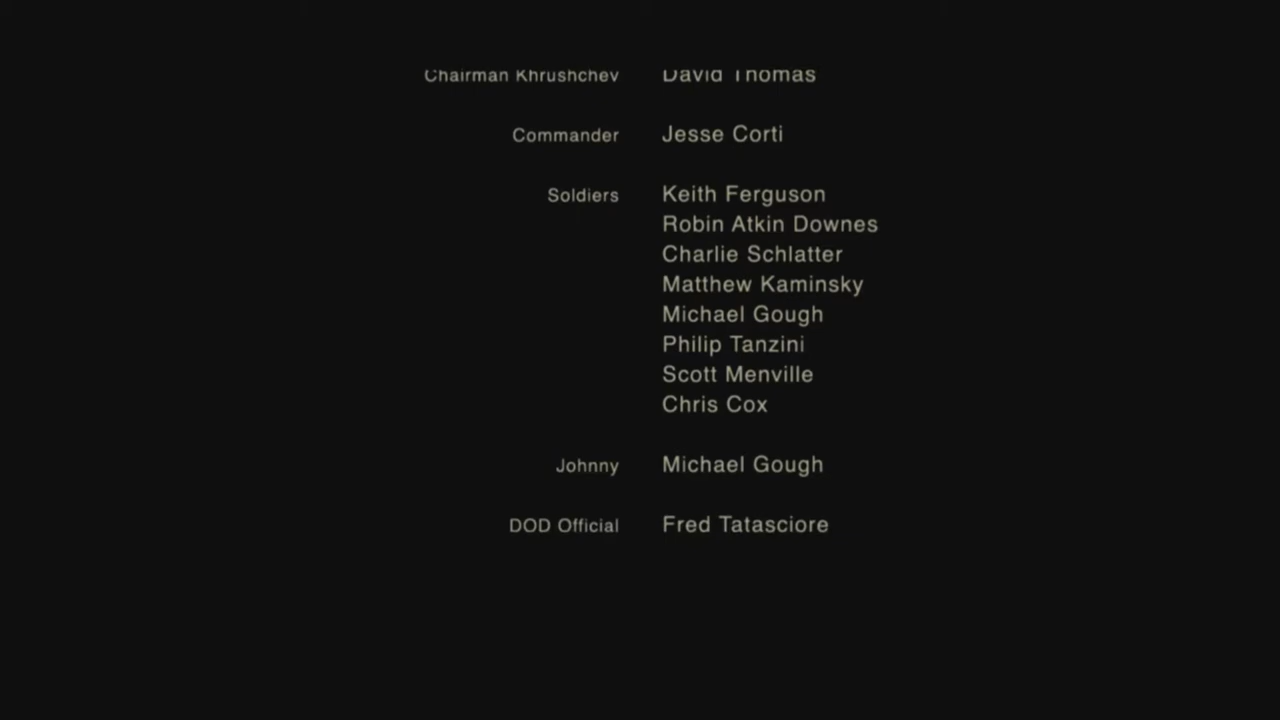 Chairman Khrushchev David Thomas
Commander Jesse Corti
Soldiers Keith Ferguson
Robin Atkin Downes
Charlie Schlatter
Matthew Kaminsky
Michael Gough
Philip Tanzini
Scott Menville
Chris Cox
Johnny Michael Gough
DOD Official Fred Tatasciore